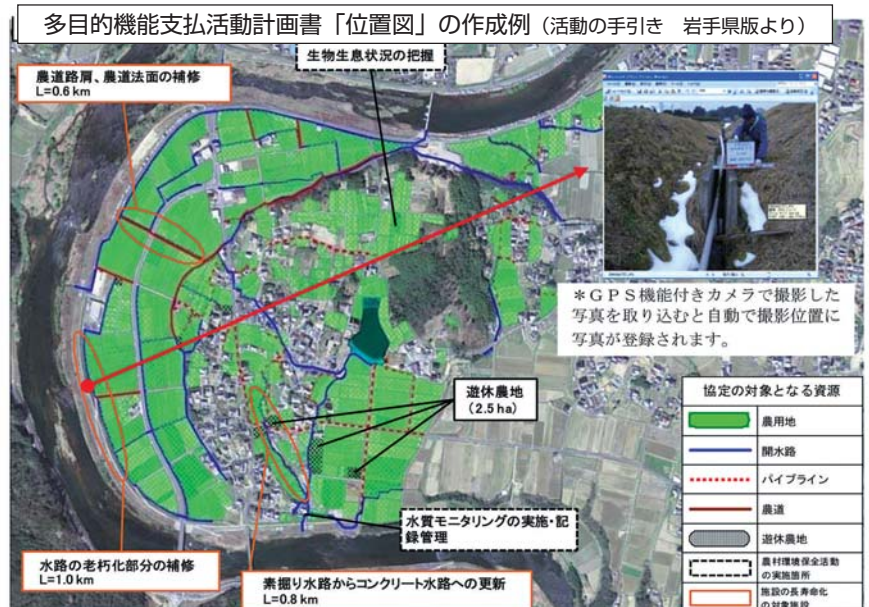 多目的機能支払活動計画書「位置図」の作成例（活動の手引き　岩手県版より）
生物生息状況の把握
農道路肩、農道法面の補修
L=0.6 km
＊ＧＰＳ機能付きカメラで撮影した
写真を取り込むと自動で撮影位置に
写真が登録されます。
遊休農地
（2.5 ha）
水質モニタリングの実施・記
録管理
水路の老朽化部分の補修
L=1.0 km
素掘り水路からコンクリート水路への更新
L=0.8 km
協定の対象となる資源
農用地
開水路
パイプライン
農道
遊休農地
農村環境保全活動
の実施箇所
施設の長寿命化
の対象施設